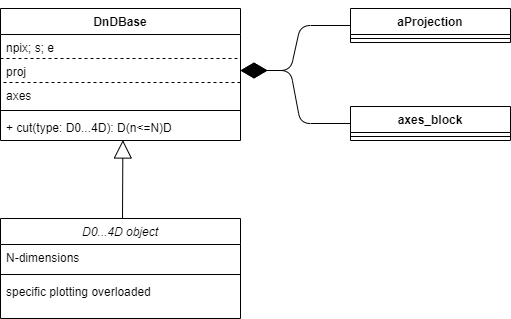 DnDBase
npix; s; e
proj
axes
+ cut(type: D0...4D): D(n<=N)D
aProjection
axes_block
D0...4D object
N-dimensions
specific plotting overloaded